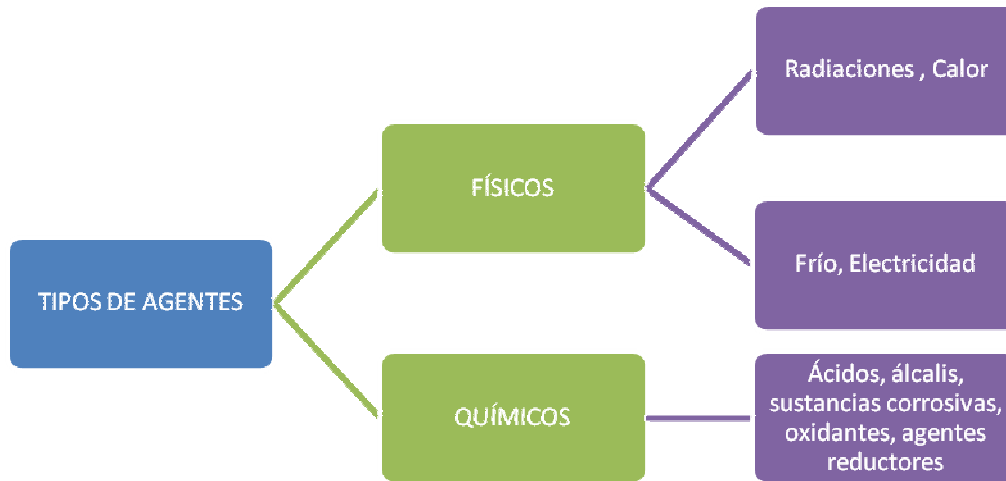 TIPOS DE AGENTES
FÍSICOS
Radiaciones , Calor
Frío, Electricidad
QUÍMICOS
Ácidos, álcalis,
sustancias corrosivas,
oxidantes, agentes
reductores